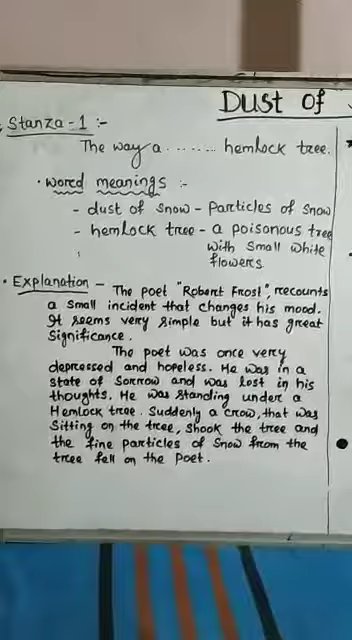 Dust of
Stanza - 1 :-
The way a ........ hemlock tree.
• word meanings :-
- dust of snow - particles of snow
- hemlock tree - a poisonous tree
with small white
flowers
• Explanation - The poet "Robert Frost", recounts
a small incident that changes his mood.
It seems very simple but it has great
significance.
The poet was once very
depressed and hopeless. He was in a
state of Sorrow and was lost in his
thoughts. He was standing under a
Hemlock tree. Suddenly a crow, that was
Sitting on the tree, shook the tree and
the fine particles of Snow from the
tree fell on the Poet.